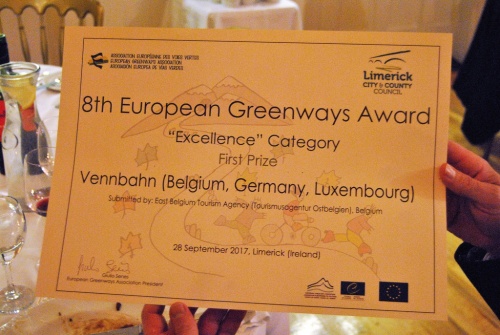 ASSOCIATION EUROPÉENNE DES VOIES VERTES
EUROPEAN GREENWAYS ASSOCIATION
ASOCIACIÓN EUROPEA DE VÍAS VERDES
Limerick
CITY & COUNTY
COUNCIL
8th European Greenways Award
“Excellence” Category
First Prize
Vennbahn (Belgium, Germany, Luxembourg)
Submitted by: East Belgium Tourism Agency (Tourismusagentur Ostbelgien), Belgium
28 September 2017, Limerick (Ireland)
European Greenways Association President